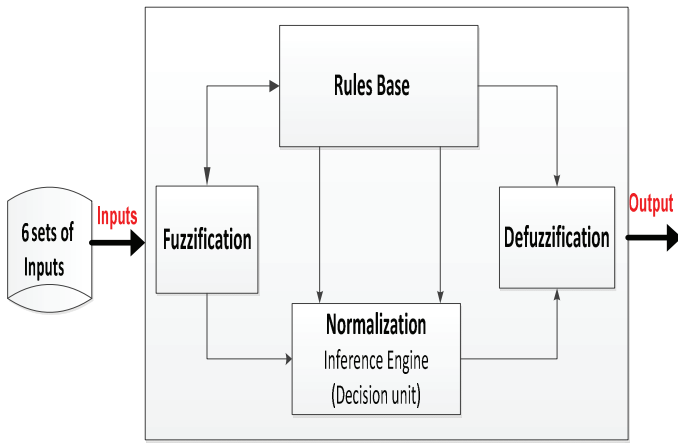 Rules Base
6 sets of
Inputs
Inputs
Fuzzification
Defuzzification
Output
Normalization
Inference Engine
(Decision unit)